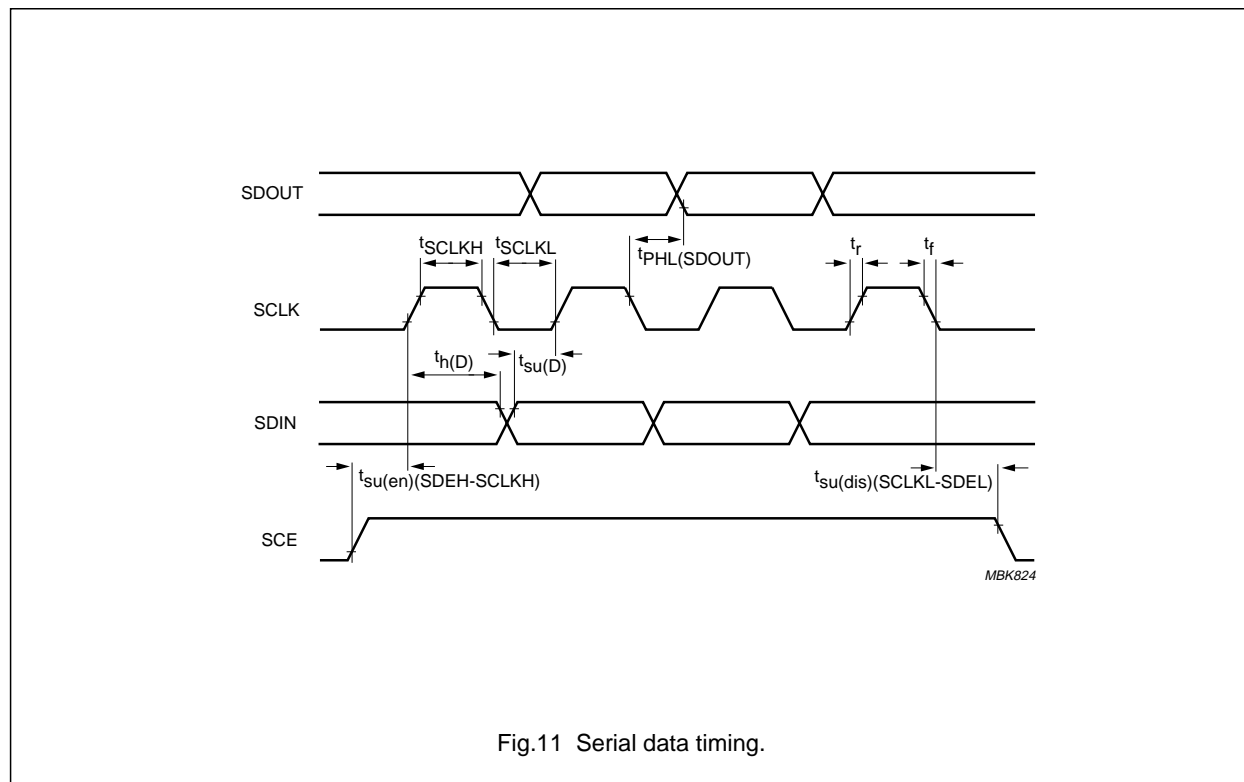 SDOUT
tSCLKH
tSCLKL
tPHL(SDOUT)
tr
tf
SCLK
th(D)
tsu(D)
SDIN
tsu(en)(SDEH-SCLKH)
tsu(dis)(SCLKL-SDEL)
SCE
MBK824
Fig.11 Serial data timing.